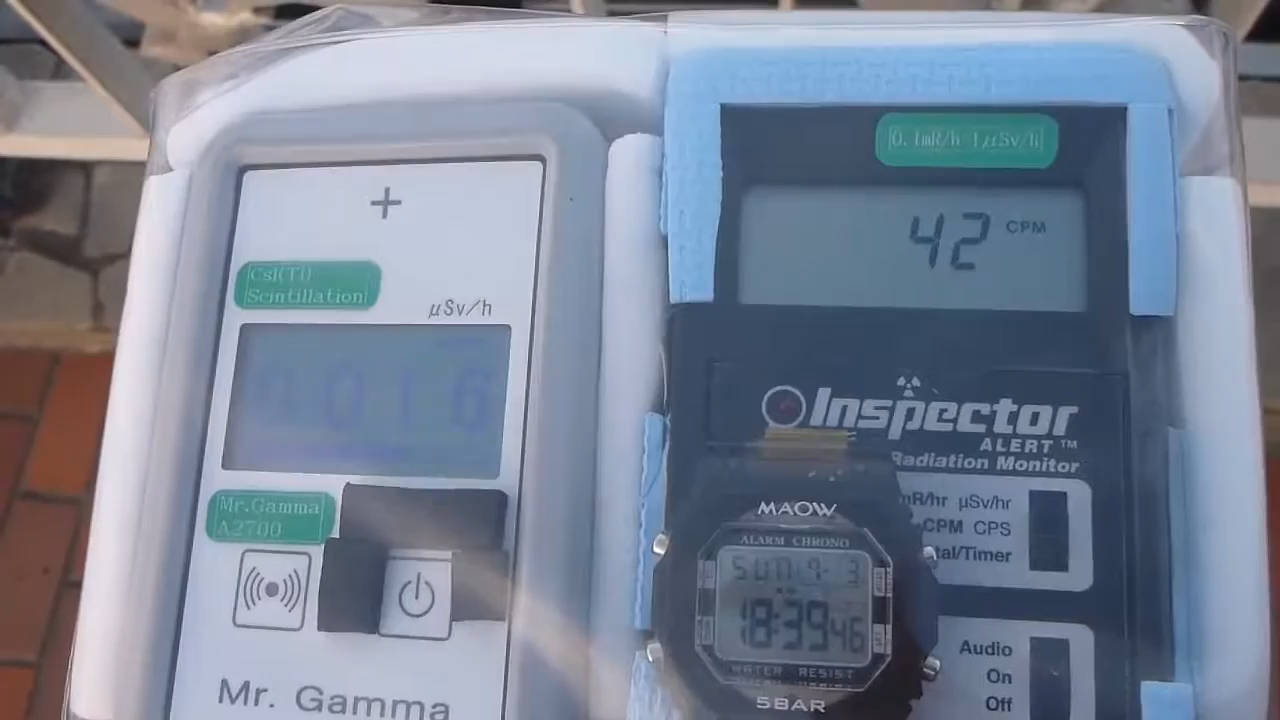 +
CsI(Tl)
Scintillation
μSv/h
0.016
Mr.Gamma
A2700
Mr. Gamma
0.1mR/h 1μSv/h
42 CPM
Inspector
ALERT™
Radiation Monitor
mR/hr μSv/hr
CPM CPS
tal/Timer
Audio
On
Off
MAOW
ALARM CHRONO
SUN 9-3
18:39 46
WATER RESIST
5BAR